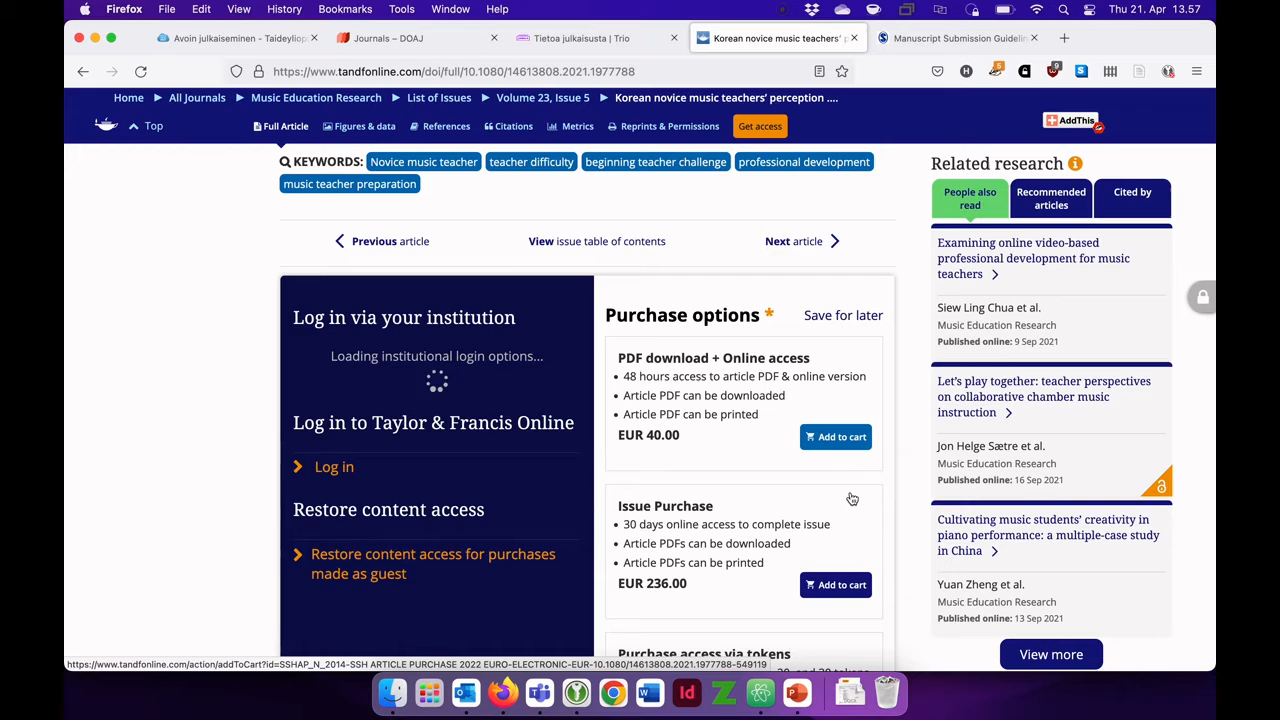 Firefox File Edit View History Bookmarks Tools Window Help Thu 21. Apr 13.57
Avoin julkaiseminen - Taideyliop
Journals – DOAJ
Tietoa julkaisusta | Trio
Korean novice music teachers' p
Manuscript Submission Guidelin
https://www.tandfonline.com/doi/full/10.1080/14613808.2021.1977788
5
9
Home All Journals Music Education Research List of Issues Volume 23, Issue 5 Korean novice music teachers' perception ....
Top Full Article Figures & data References Citations Metrics Reprints & Permissions Get access
AddThis
KEYWORDS: Novice music teacher teacher difficulty beginning teacher challenge professional development
music teacher preparation
Previous article View issue table of contents Next article
Log in via your institution
Loading institutional login options...
Log in to Taylor & Francis Online
Log in
Restore content access
Restore content access for purchases
made as guest
Purchase options * Save for later
PDF download + Online access
• 48 hours access to article PDF & online version
• Article PDF can be downloaded
• Article PDF can be printed
EUR 40.00 Add to cart
Issue Purchase
• 30 days online access to complete issue
• Article PDFs can be downloaded
• Article PDFs can be printed
EUR 236.00 Add to cart
Purchase access via tokens
Related research i
People also
read
Recommended
articles
Cited by
Examining online video-based
professional development for music
teachers
Siew Ling Chua et al.
Music Education Research
Published online: 9 Sep 2021
Let's play together: teacher perspectives
on collaborative chamber music
instruction
Jon Helge Sætre et al.
Music Education Research
Published online: 16 Sep 2021
Cultivating music students' creativity in
piano performance: a multiple-case study
in China
Yuan Zheng et al.
Music Education Research
Published online: 13 Sep 2021
View more
https://www.tandfonline.com/action/addToCart?id=SSHAP_N_2014-SSH ARTICLE PURCHASE 2022 EURO-ELECTRONIC-EUR-10.1080/14613808.2021.1977788-549119
Id